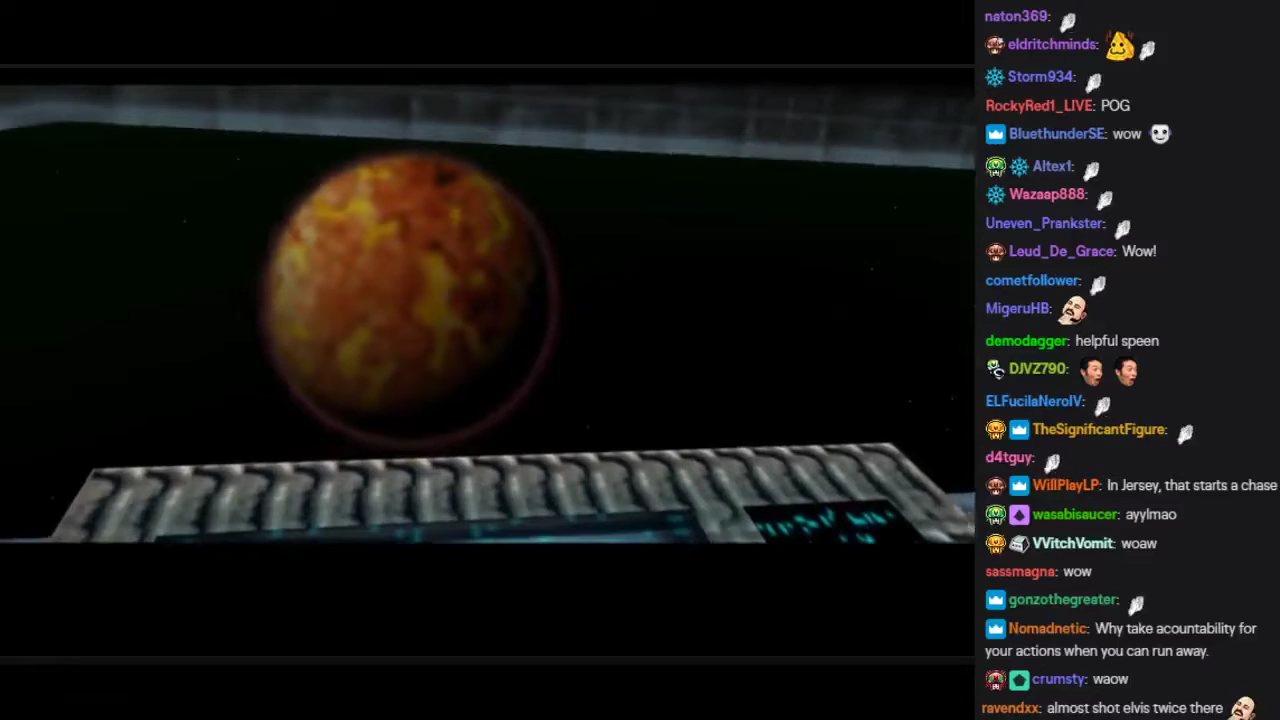 naton369:
eldritchminds:
Storm934:
RockyRed1_LIVE: POG
BluethunderSE: wow
Altex1:
Wazaap888:
Uneven_Prankster:
Leud_De_Grace: Wow!
cometfollower:
MigeruHB:
demodagger: helpful speen
DJVZ790:
ELFucilaNeroIV:
TheSignificantFigure:
d4tguy:
WillPlayLP: In Jersey, that starts a chase
wasabisaucer: ayylmao
VVitchVomit: woaw
sassmagna: wow
gonzothegreater:
Nomadnetic: Why take acountability for
your actions when you can run away.
crumsty: waow
ravendxx: almost shot elvis twice there